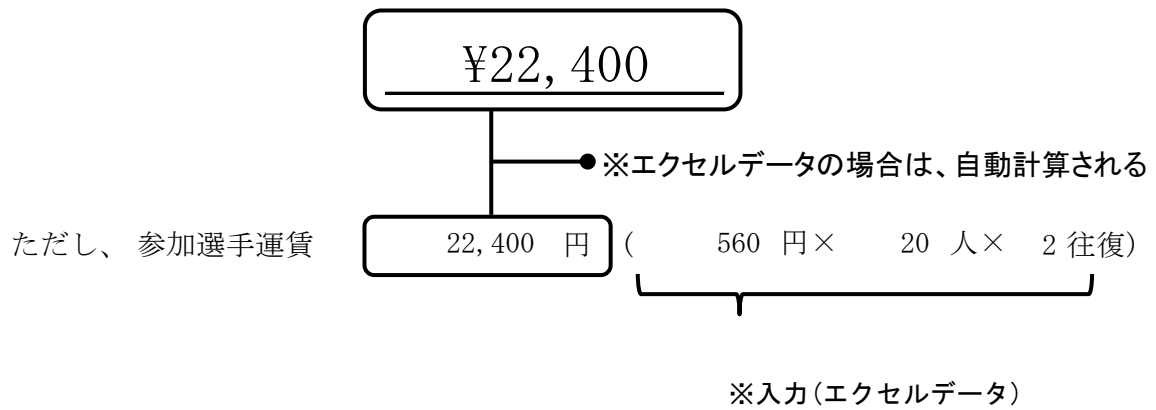 ¥22,400
※エクセルデータの場合は、自動計算される
ただし、 参加選手運賃 22,400 円 ( 560 円× 20 人× 2 往復)
※入力(エクセルデータ)